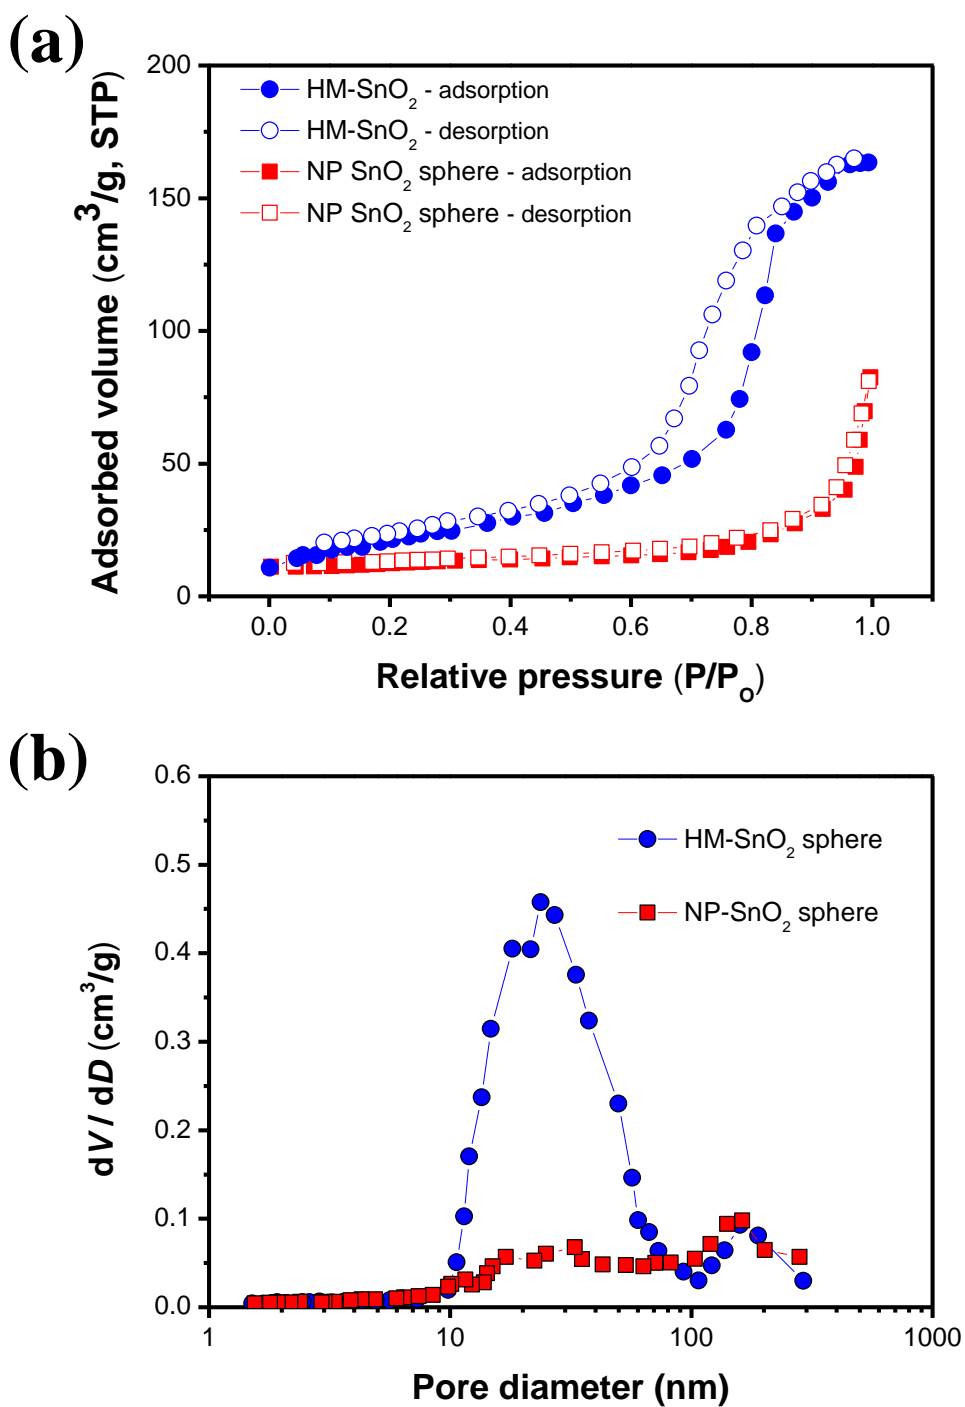 (a)
200
150
100
50
0
Adsorbed volume (cm³/g, STP)
HM-SnO₂ - adsorption
HM-SnO₂ - desorption
NP SnO₂ sphere - adsorption
NP SnO₂ sphere - desorption
0.0 0.2 0.4 0.6 0.8 1.0
Relative pressure (P/P₀)
(b)
0.6
0.5
0.4
0.3
0.2
0.1
0.0
dV / dD (cm³/g)
HM-SnO₂ sphere
NP-SnO₂ sphere
1 10 100 1000
Pore diameter (nm)